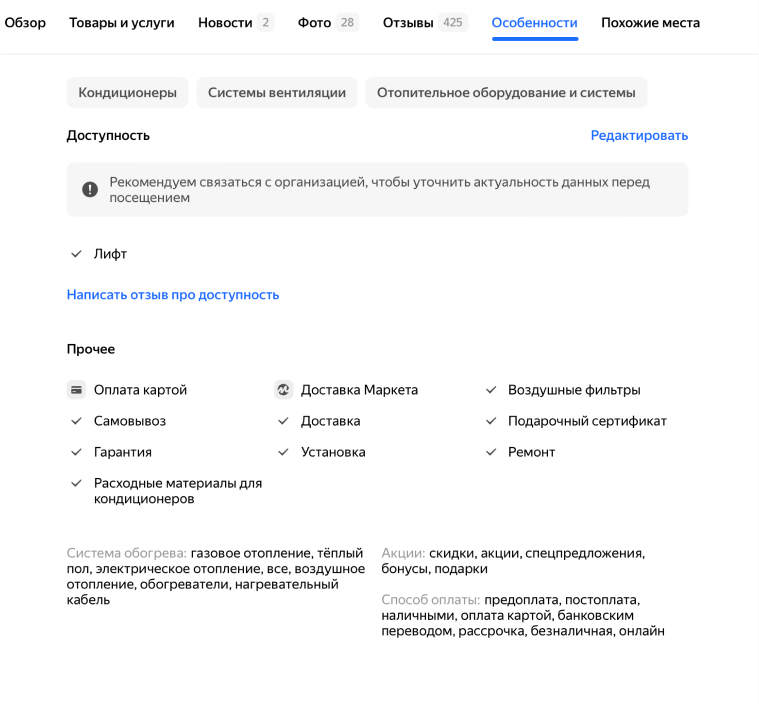 Обзор Товары и услуги Новости 2 Фото 28 Отзывы 425 Особенности Похожие места
Кондиционеры Системы вентиляции Отопительное оборудование и системы
Доступность Редактировать
Рекомендуем связаться с организацией, чтобы уточнить актуальность данных перед
посещением
Лифт
Написать отзыв про доступность
Прочее
Оплата картой Доставка Маркета Воздушные фильтры
Самовывоз Доставка Подарочный сертификат
Гарантия Установка Ремонт
Расходные материалы для
кондиционеров
Система обогрева: газовое отопление, тёплый
пол, электрическое отопление, все, воздушное
отопление, обогреватели, нагревательный
кабель
Акции: скидки, акции, спецпредложения,
бонусы, подарки
Способ оплаты: предоплата, постоплата,
наличными, оплата картой, банковским
переводом, рассрочка, безналичная, онлайн